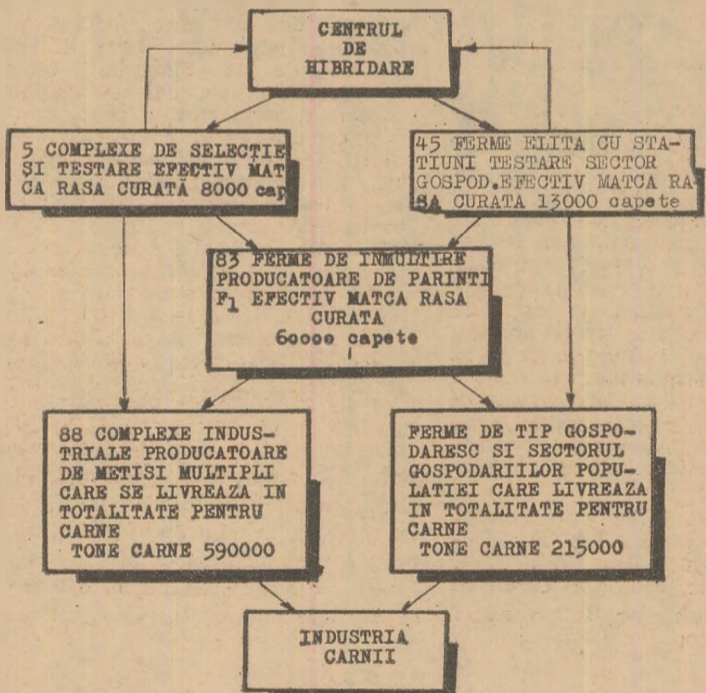 CENTRUL
DE
HIBRIDARE
5 COMPLEXE DE SELECTIE
ȘI TESTARE EFECTIV MAT
CA RASA CURATĂ 8000 cap
45 FERME ELITA CU STA-
TIUNI TESTARE SECTOR
GOSPOD.EFECTIV MATCA RA-
SA CURATA 13000 capete
83 FERME DE INMULTIRE
PRODUCATOARE DE PARINTI
F1 EFECTIV MATCA RASA
CURATA
60000 capete
88 COMPLEXE INDUS-
TRIALE PRODUCATOARE
DE METISI MULTIPLI
CARE SE LIVREAZA IN
TOTALITATE PENTRU
CARNE
TONE CARNE 590000
FERME DE TIP GOSPO-
DARESC SI SECTORUL
GOSPODARIILOR POPU-
LATIEI CARE LIVREAZA
IN TOTALITATE PENTRU
CARNE
TONE CARNE 215000
INDUSTRIA
CARNII